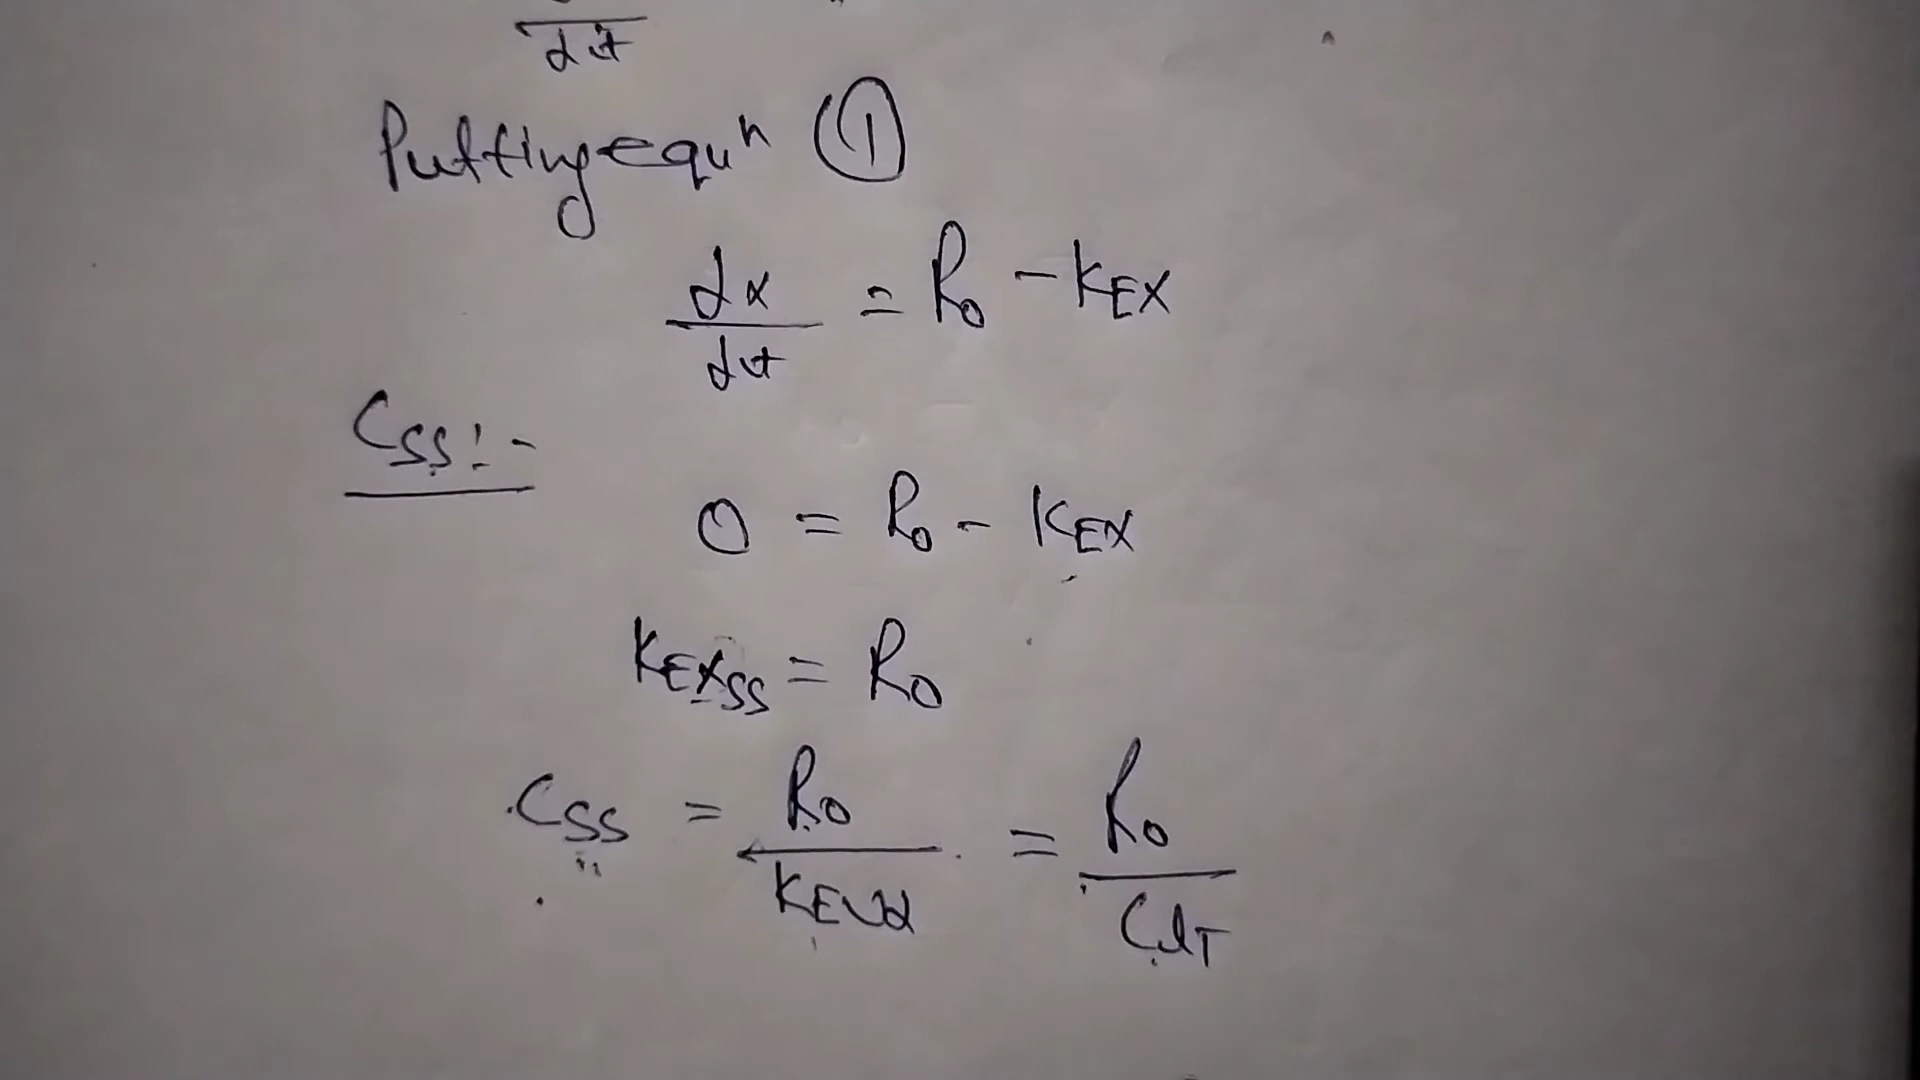 dt
Putting equⁿ ①
dx/dt = R₀ - KEX
Css :-
0 = R₀ - KEX
KEXss = R₀
Css = R₀/KEVd = R₀/ClT